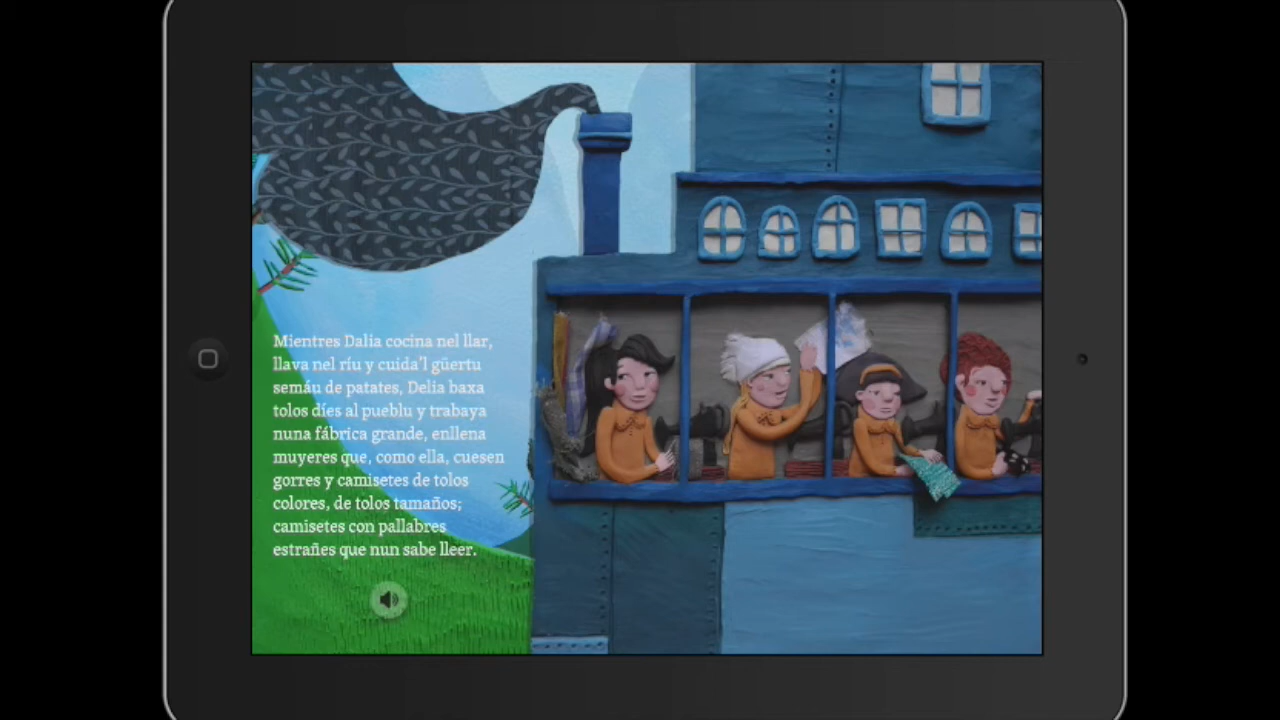 Mientres Dalia cocina nel llar,
llava nel ríu y cuida'l güertu
semáu de patates, Delia baxa
tolos díes al pueblu y trabaya
nuna fábrica grande, enllena
muyeres que, como ella, cuesen
gorres y camisetes de tolos
colores, de tolos tamaños;
camisetes con pallabres
estrañes que nun sabe lleer.